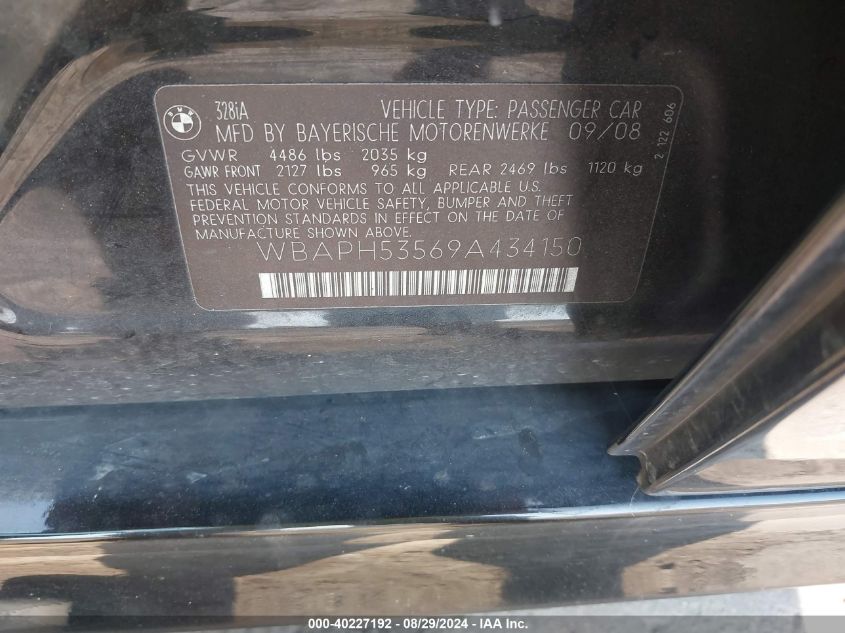 BMW
328iA
VEHICLE TYPE: PASSENGER CAR
MFD BY BAYERISCHE MOTORENWERKE 09/08
GVWR 4486 lbs 2035 kg
GAWR FRONT 2127 lbs 965 kg REAR 2469 lbs 1120 kg
THIS VEHICLE CONFORMS TO ALL APPLICABLE U.S.
FEDERAL MOTOR VEHICLE SAFETY, BUMPER AND THEFT
PREVENTION STANDARDS IN EFFECT ON THE DATE OF
MANUFACTURE SHOWN ABOVE.
WBAPH53569A434150
2 122 606
000-40227192 - 08/29/2024 - IAA Inc.